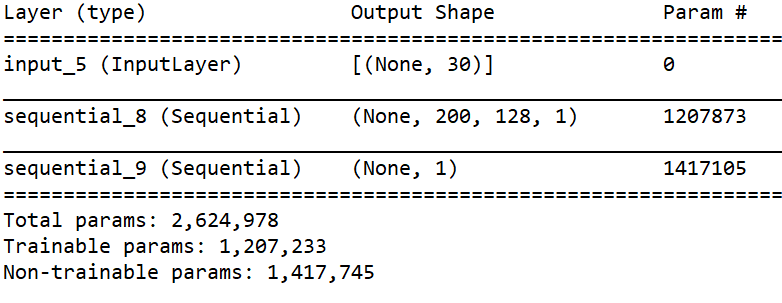 Layer (type) Output Shape Param #
=================================================================
input_5 (InputLayer) [(None, 30)] 0
_________________________________________________________________
sequential_8 (Sequential) (None, 200, 128, 1) 1207873
_________________________________________________________________
sequential_9 (Sequential) (None, 1) 1417105
=================================================================
Total params: 2,624,978
Trainable params: 1,207,233
Non-trainable params: 1,417,745